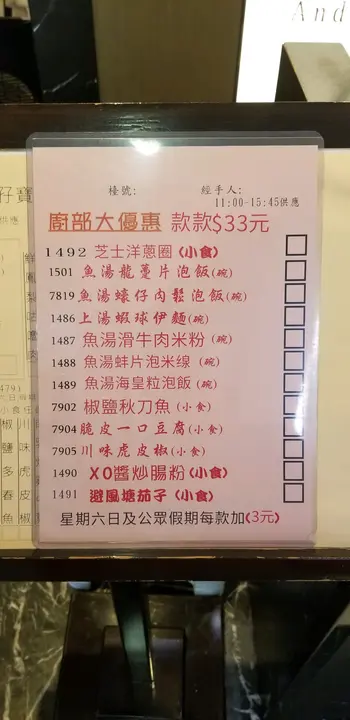 And
檯號: 經手人:
11:00-15:45供應
廚部大優惠 款款$33元
1492 芝士洋蔥圈 (小食)
1501 魚湯龍躉片泡飯(碗)
7819 魚湯蠔仔肉鬆泡飯(碗)
1486 上湯蝦球伊麵(碗)
1487 魚湯滑牛肉米粉 (碗)
1488 魚湯蚌片泡米线 (碗)
1489 魚湯海皇粒泡飯 (碗)
7902 椒鹽秋刀魚 (小食)
7904 脆皮一口豆腐 (小食)
7905 川味虎皮椒 (小食)
1490 XO醬炒腸粉 (小食)
1491 避風塘茄子 (小食)
星期六日及公眾假期每款加(3元)